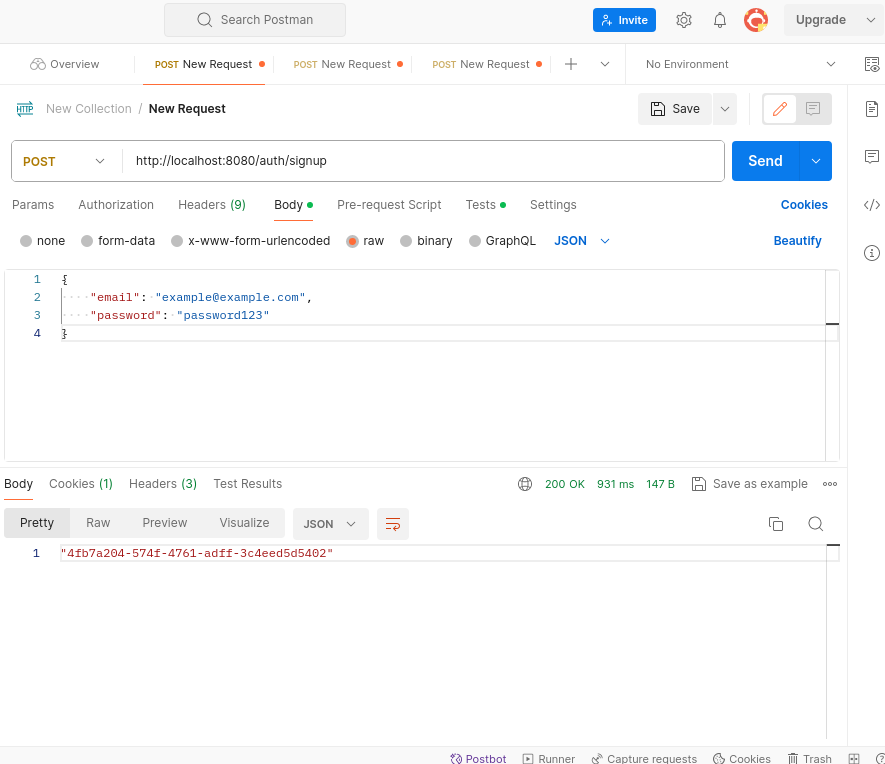 Search Postman
Invite
Upgrade
Overview
POST New Request
POST New Request
POST New Request
No Environment
HTTP
New Collection / New Request
Save
POST
http://localhost:8080/auth/signup
Send
Params
Authorization
Headers (9)
Body
Pre-request Script
Tests
Settings
Cookies
none
form-data
x-www-form-urlencoded
raw
binary
GraphQL
JSON
Beautify
1 {
2 "email": "example@example.com",
3 "password": "password123"
4 }
Body
Cookies (1)
Headers (3)
Test Results
200 OK
931 ms
147 B
Save as example
Pretty
Raw
Preview
Visualize
JSON
1 "4fb7a204-574f-4761-adff-3c4eed5d5402"
Postbot
Runner
Capture requests
Cookies
Trash